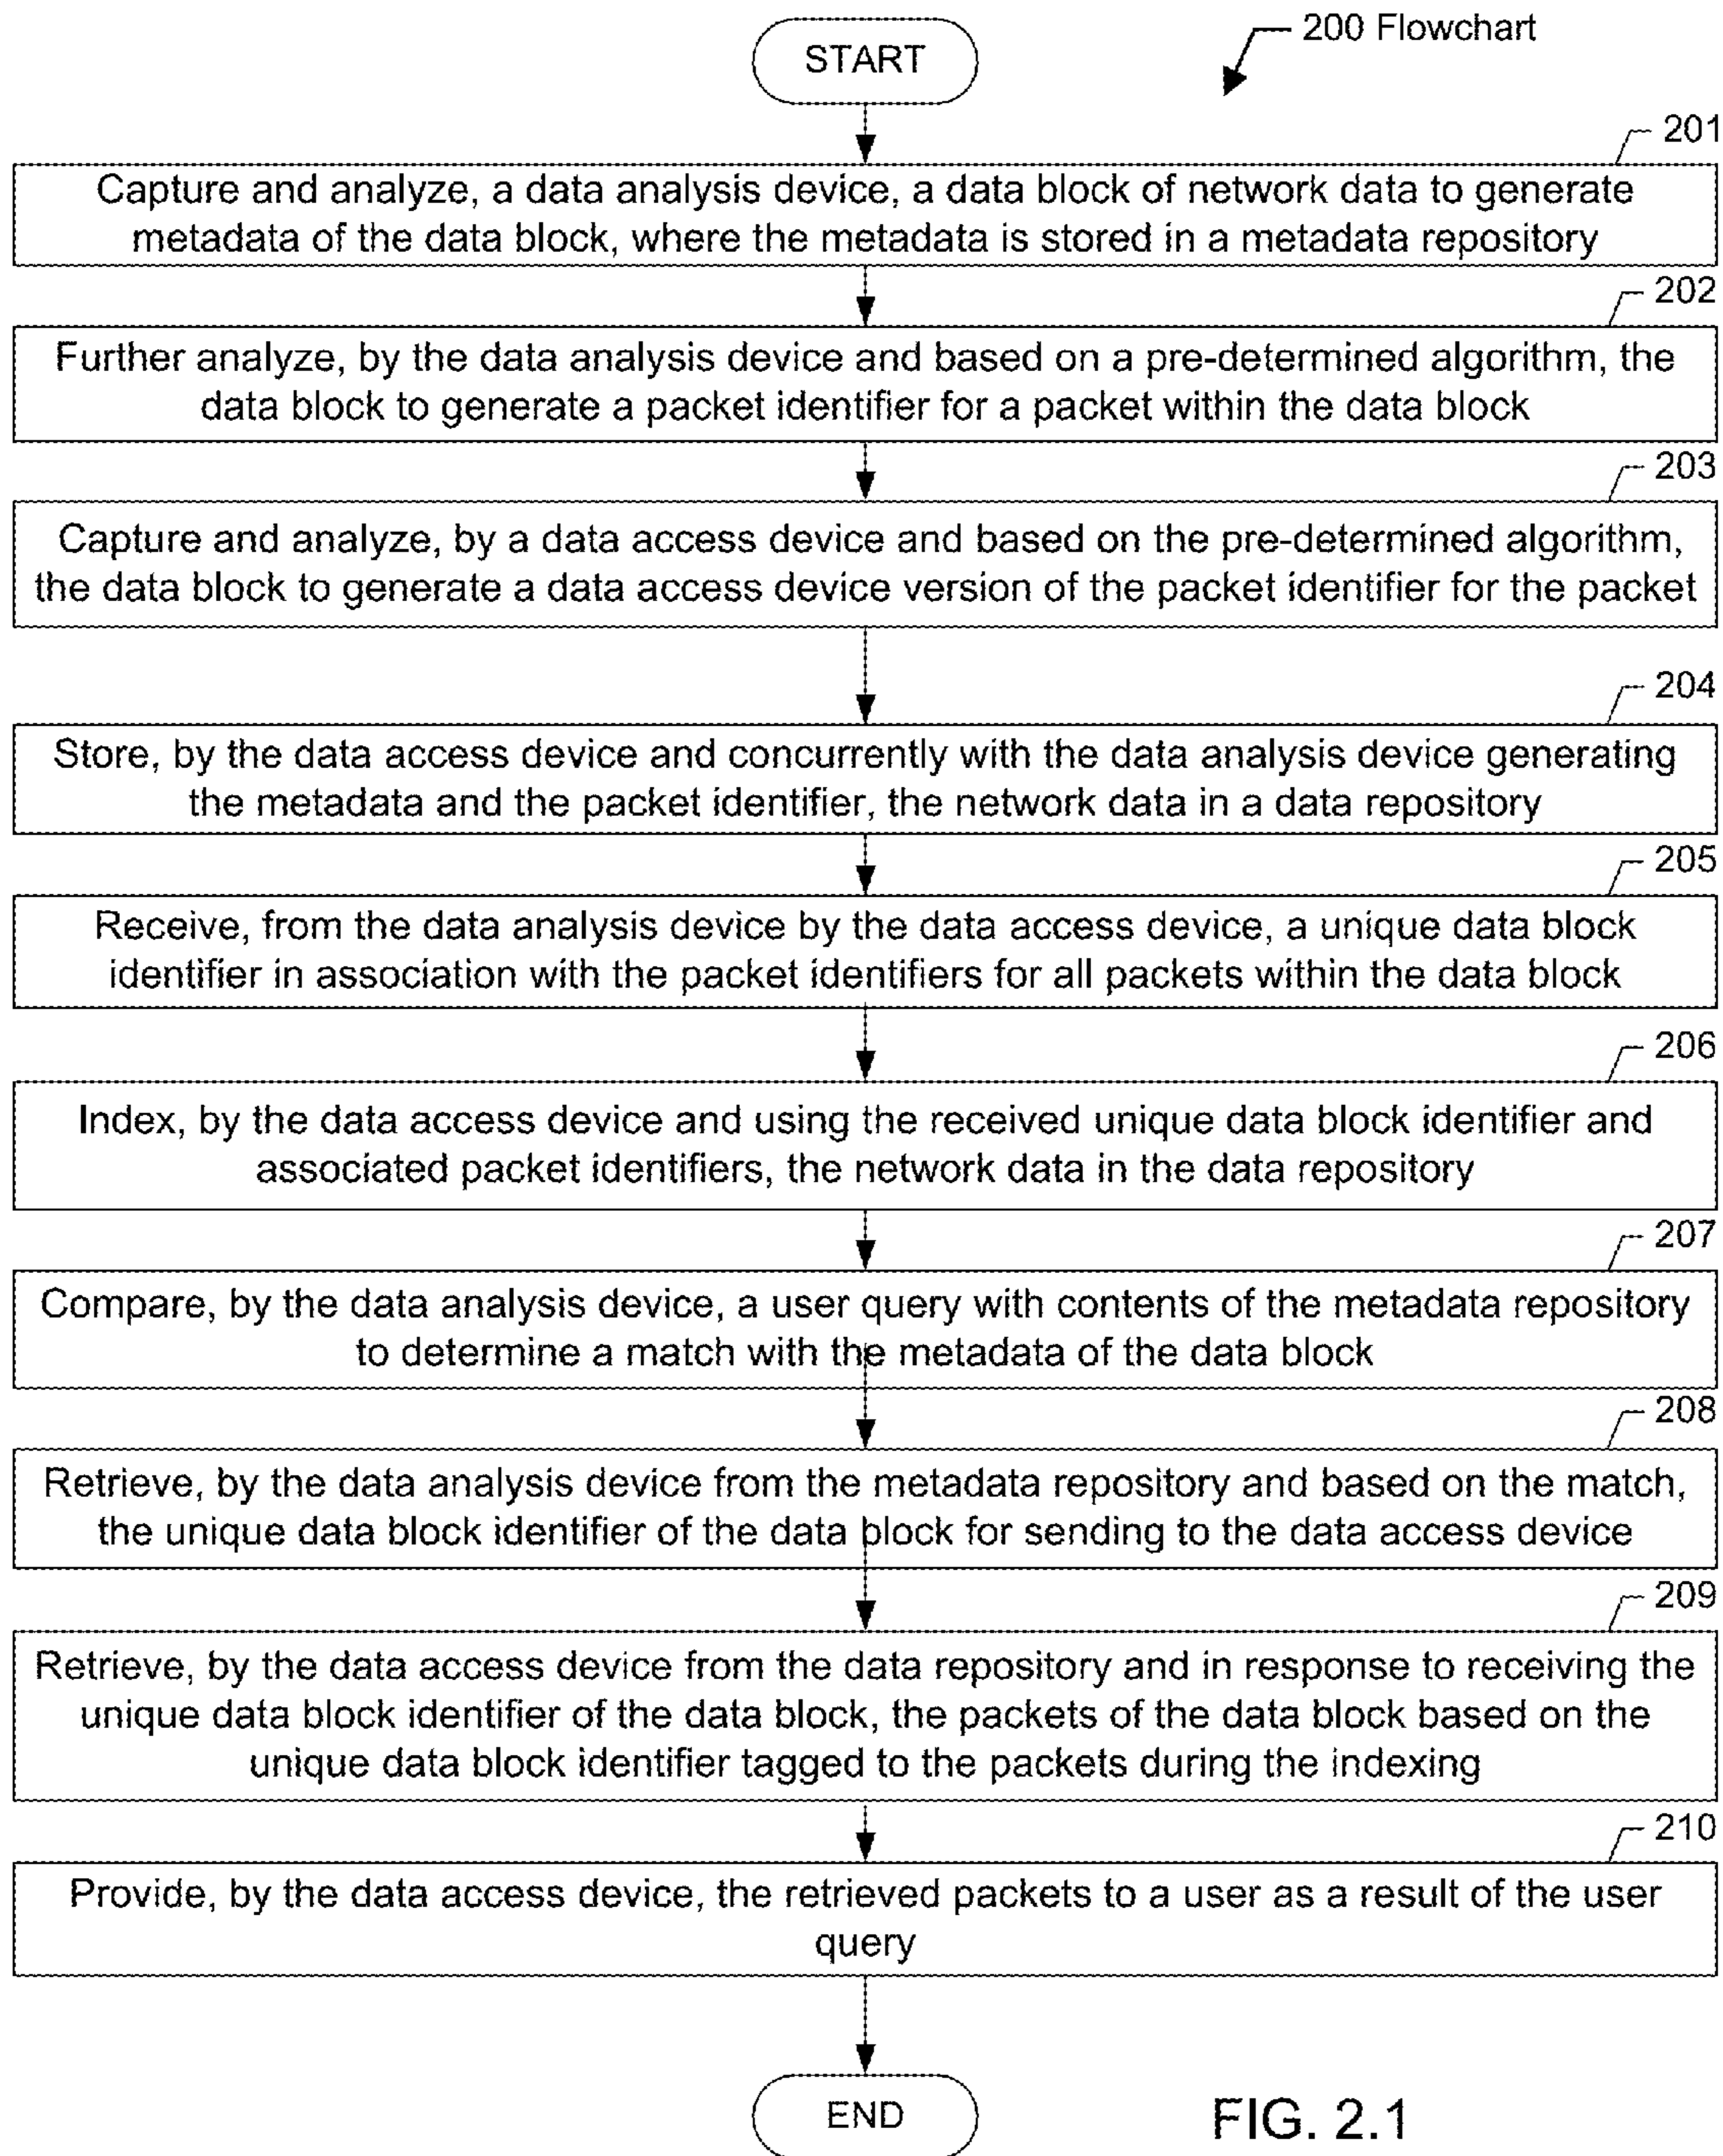 START
200 Flowchart
201
Capture and analyze, a data analysis device, a data block of network data to generate
metadata of the data block, where the metadata is stored in a metadata repository
202
Further analyze, by the data analysis device and based on a pre-determined algorithm, the
data block to generate a packet identifier for a packet within the data block
203
Capture and analyze, by a data access device and based on the pre-determined algorithm,
the data block to generate a data access device version of the packet identifier for the packet
204
Store, by the data access device and concurrently with the data analysis device generating
the metadata and the packet identifier, the network data in a data repository
205
Receive, from the data analysis device by the data access device, a unique data block
identifier in association with the packet identifiers for all packets within the data block
206
Index, by the data access device and using the received unique data block identifier and
associated packet identifiers, the network data in the data repository
207
Compare, by the data analysis device, a user query with contents of the metadata repository
to determine a match with the metadata of the data block
208
Retrieve, by the data analysis device from the metadata repository and based on the match,
the unique data block identifier of the data block for sending to the data access device
209
Retrieve, by the data access device from the data repository and in response to receiving the
unique data block identifier of the data block, the packets of the data block based on the
unique data block identifier tagged to the packets during the indexing
210
Provide, by the data access device, the retrieved packets to a user as a result of the user
query
END
FIG. 2.1